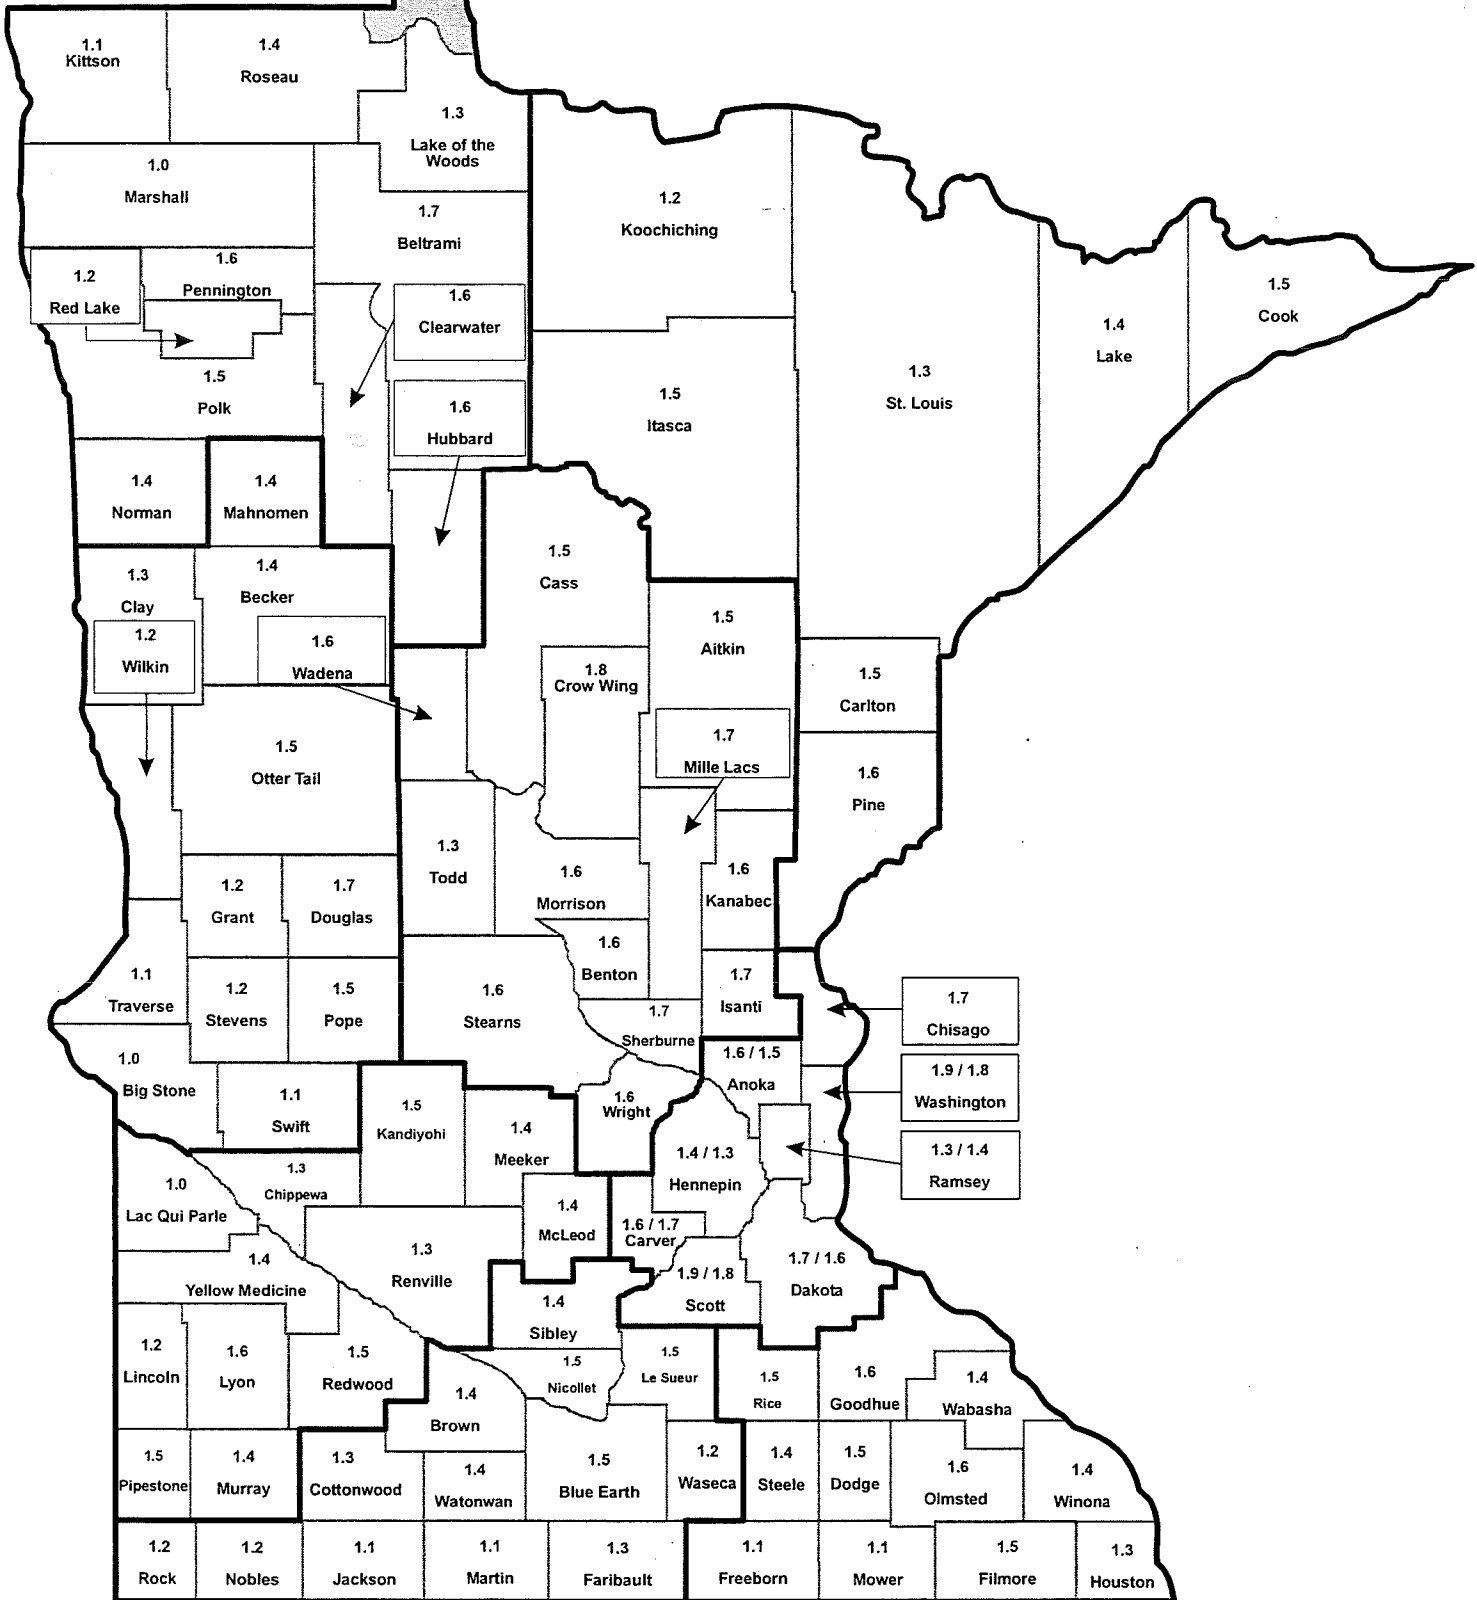 1.1
Kittson
1.4
Roseau
1.3
Lake of the
Woods
1.0
Marshall
1.7
Beltrami
1.2
Koochiching
1.2
Red Lake
1.6
Pennington
1.6
Clearwater
1.5
Cook
1.4
Lake
1.3
St. Louis
1.5
Polk
1.6
Hubbard
1.5
Itasca
1.4
Norman
1.4
Mahnomen
1.5
Cass
1.3
Clay
1.4
Becker
1.2
Wilkin
1.6
Wadena
1.5
Aitkin
1.8
Crow Wing
1.5
Carlton
1.7
Mille Lacs
1.5
Otter Tail
1.6
Pine
1.3
Todd
1.6
Morrison
1.6
Kanabec
1.2
Grant
1.7
Douglas
1.6
Benton
1.1
Traverse
1.2
Stevens
1.5
Pope
1.6
Stearns
1.7
Isanti
1.7
Chisago
1.7
Sherburne
1.0
Big Stone
1.1
Swift
1.6 / 1.5
Anoka
1.9 / 1.8
Washington
1.5
Kandiyohi
1.4
Meeker
1.6
Wright
1.4 / 1.3
Hennepin
1.3 / 1.4
Ramsey
1.0
Lac Qui Parle
1.3
Chippewa
1.4
McLeod
1.6 / 1.7
Carver
1.4
Yellow Medicine
1.3
Renville
1.9 / 1.8
Scott
1.7 / 1.6
Dakota
1.4
Sibley
1.2
Lincoln
1.6
Lyon
1.5
Redwood
1.5
Nicollet
1.5
Le Sueur
1.5
Rice
1.6
Goodhue
1.4
Wabasha
1.4
Brown
1.5
Pipestone
1.4
Murray
1.3
Cottonwood
1.4
Watonwan
1.5
Blue Earth
1.2
Waseca
1.4
Steele
1.5
Dodge
1.6
Olmsted
1.4
Winona
1.2
Rock
1.2
Nobles
1.1
Jackson
1.1
Martin
1.3
Faribault
1.1
Freeborn
1.1
Mower
1.5
Filmore
1.3
Houston